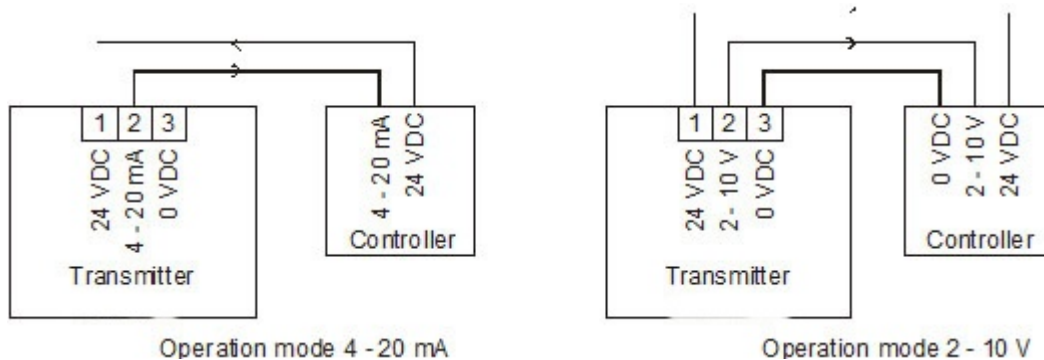 1 2 3
24 VDC
4 - 20 mA
0 VDC
Transmitter
4 - 20 mA
24 VDC
Controller
Operation mode 4 - 20 mA
1 2 3
24 VDC
2 - 10 V
0 VDC
Transmitter
0 VDC
2 - 10 V
24 VDC
Controller
Operation mode 2 - 10 V